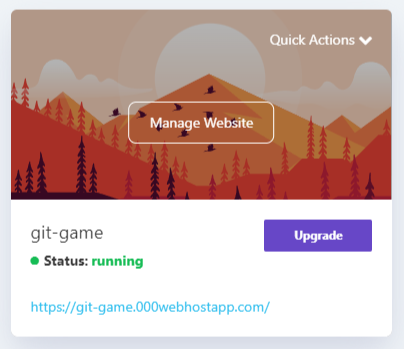 Quick Actions
Manage Website
git-game
Upgrade
Status: running
https://git-game.000webhostapp.com/